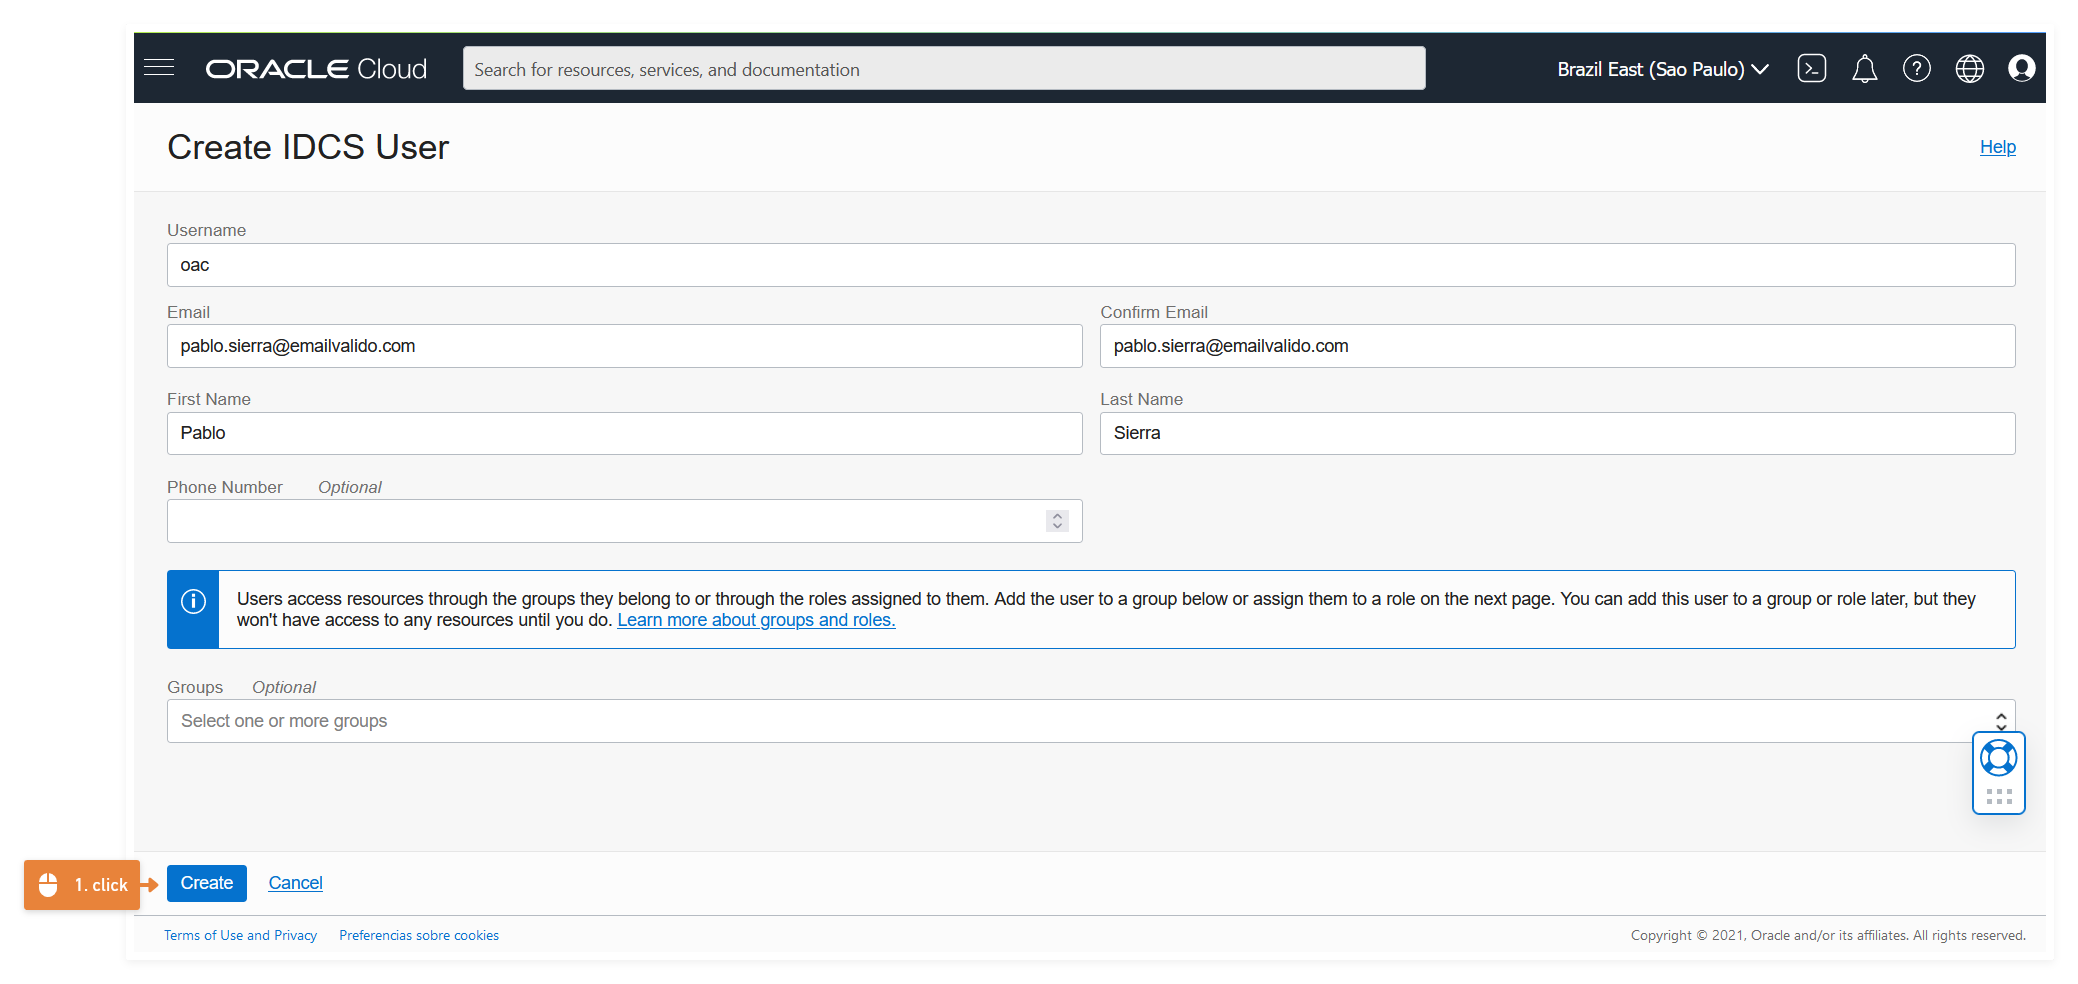 ORACLE Cloud
Search for resources, services, and documentation
Brazil East (Sao Paulo)
Create IDCS User
Help
Username
oac
Email
Confirm Email
pablo.sierra@emailvalido.com
pablo.sierra@emailvalido.com
First Name
Last Name
Pablo
Sierra
Phone Number Optional
Users access resources through the groups they belong to or through the roles assigned to them. Add the user to a group below or assign them to a role on the next page. You can add this user to a group or role later, but they
won't have access to any resources until you do. Learn more about groups and roles.
Groups Optional
Select one or more groups
1. click
Create
Cancel
Terms of Use and Privacy
Preferencias sobre cookies
Copyright © 2021, Oracle and/or its affiliates. All rights reserved.